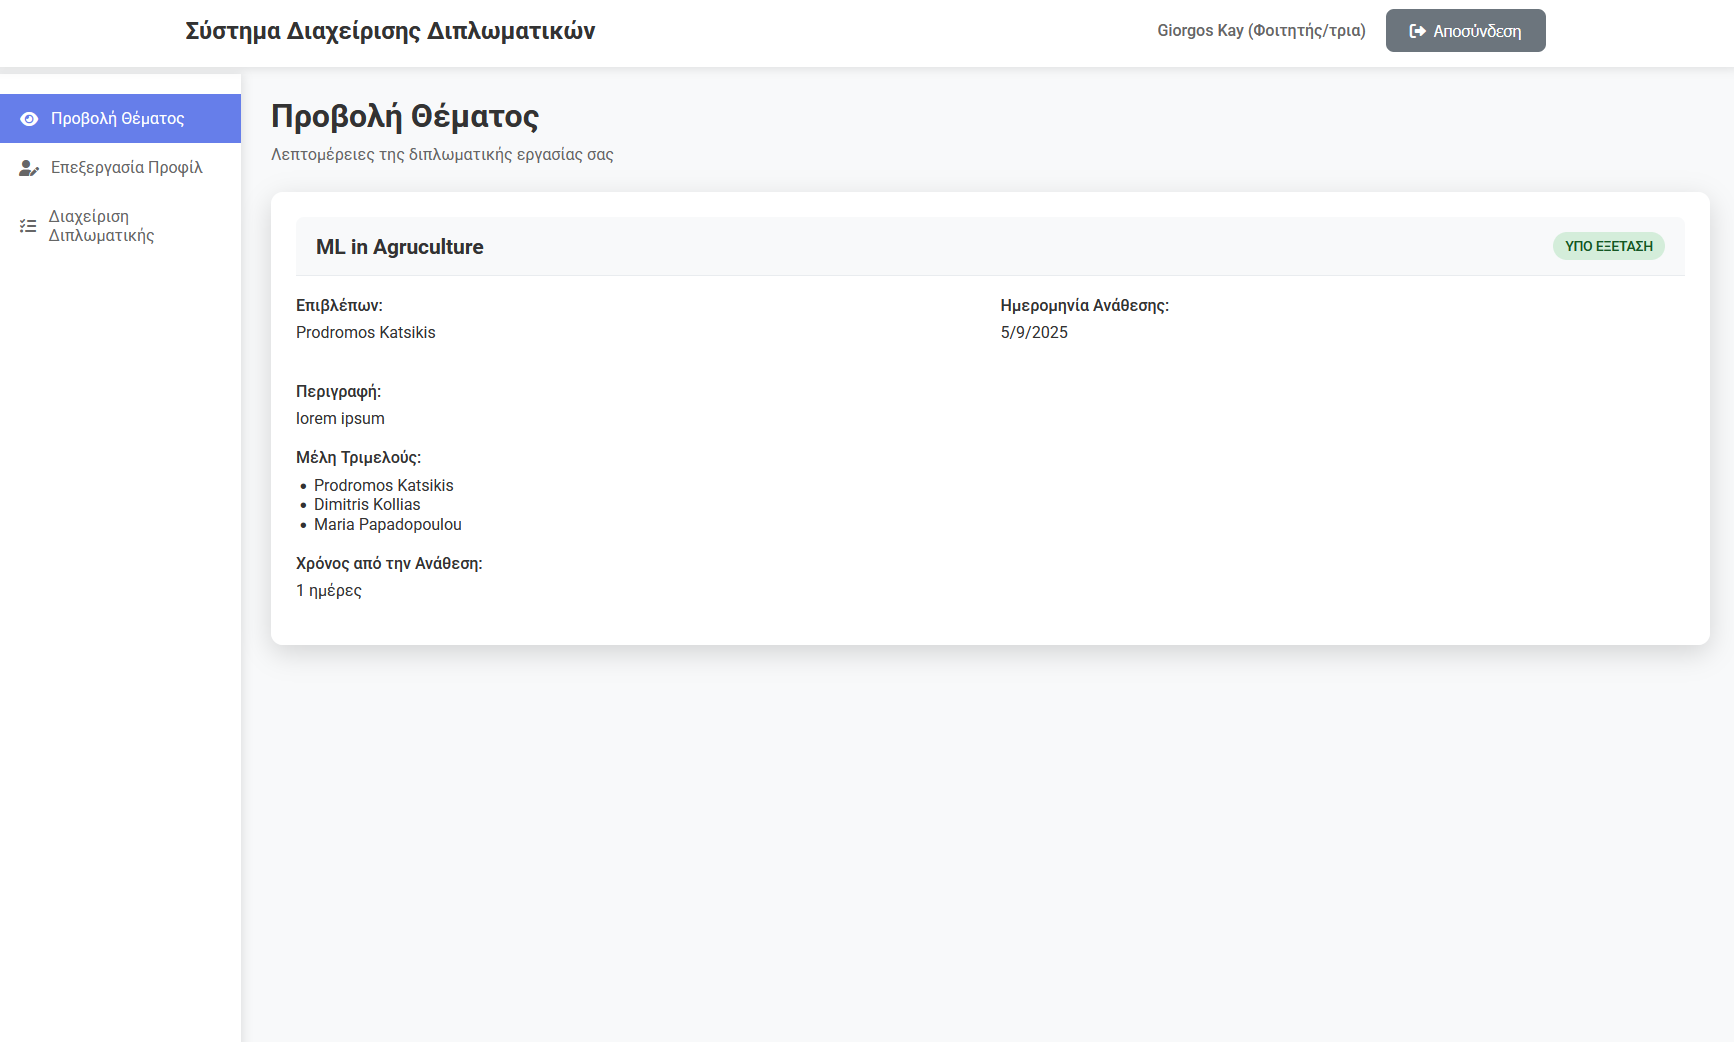 Σύστημα Διαχείρισης Διπλωματικών
Giorgos Kay (Φοιτητής/τρια)
Αποσύνδεση
Προβολή Θέματος
Επεξεργασία Προφίλ
Διαχείριση
Διπλωματικής
Προβολή Θέματος
Λεπτομέρειες της διπλωματικής εργασίας σας
ML in Agruculture
ΥΠΟ ΕΞΕΤΑΣΗ
Επιβλέπων:
Prodromos Katsikis
Ημερομηνία Ανάθεσης:
5/9/2025
Περιγραφή:
lorem ipsum
Μέλη Τριμελούς:
• Prodromos Katsikis
• Dimitris Kollias
• Maria Papadopoulou
Χρόνος από την Ανάθεση:
1 ημέρες